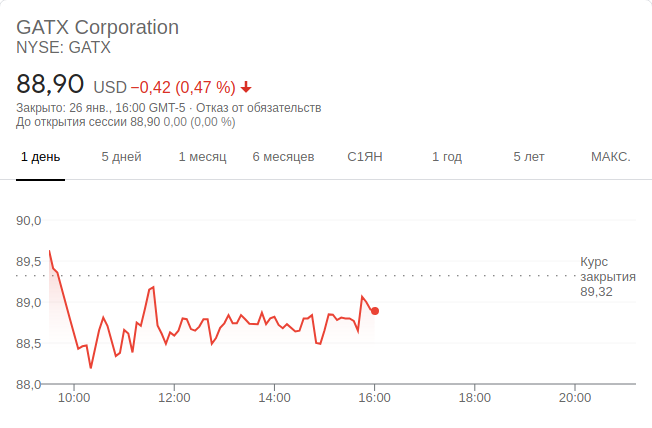 GATX Corporation
NYSE: GATX
88,90 USD −0,42 (0,47 %)
Закрыто: 26 янв., 16:00 GMT-5 · Отказ от обязательств
До открытия сессии 88,90 0,00 (0,00 %)
1 день 5 дней 1 месяц 6 месяцев С1ЯН 1 год 5 лет МАКС.
90,0
89,5
89,0
88,5
88,0
Курс
закрытия
89,32
10:00 12:00 14:00 16:00 18:00 20:00